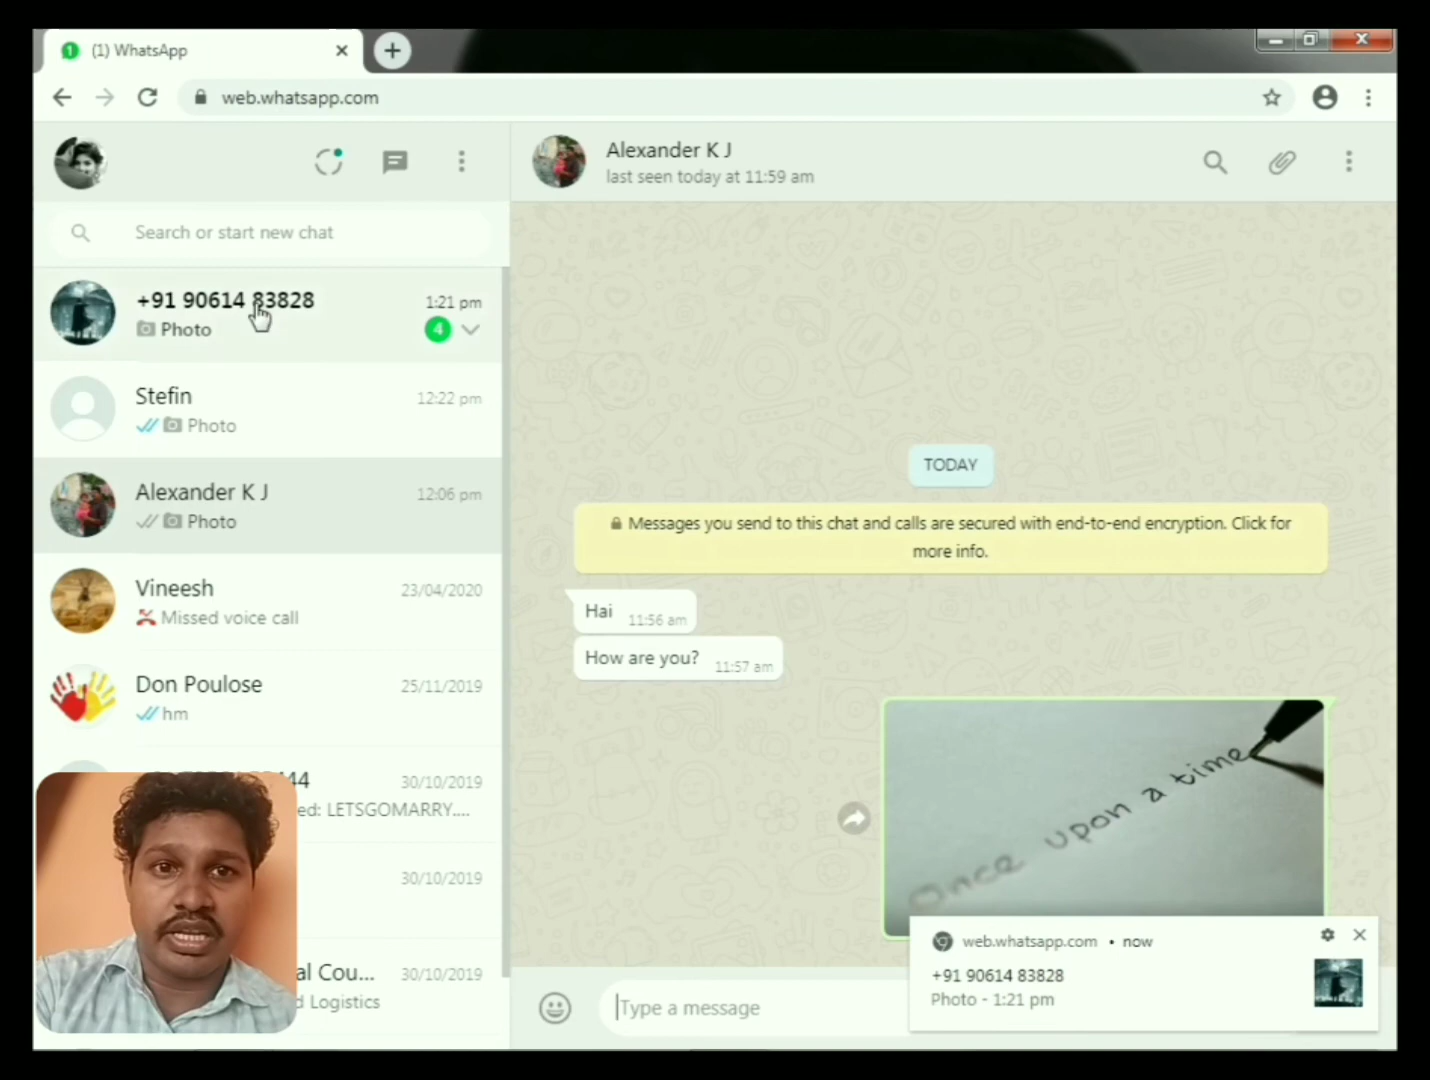 (1) WhatsApp
web.whatsapp.com
Alexander K J
last seen today at 11:59 am
Search or start new chat
+91 90614 83828
1:21 pm
Photo
4
Stefin
12:22 pm
Photo
Alexander K J
12:06 pm
Photo
Vineesh
23/04/2020
Missed voice call
Don Poulose
25/11/2019
hm
444
30/10/2019
ed: LETSGOMARRY....
30/10/2019
al Cou...
30/10/2019
d Logistics
TODAY
Messages you send to this chat and calls are secured with end-to-end encryption. Click for
more info.
Hai
11:56 am
How are you?
11:57 am
Once upon a time
web.whatsapp.com • now
+91 90614 83828
Photo - 1:21 pm
Type a message